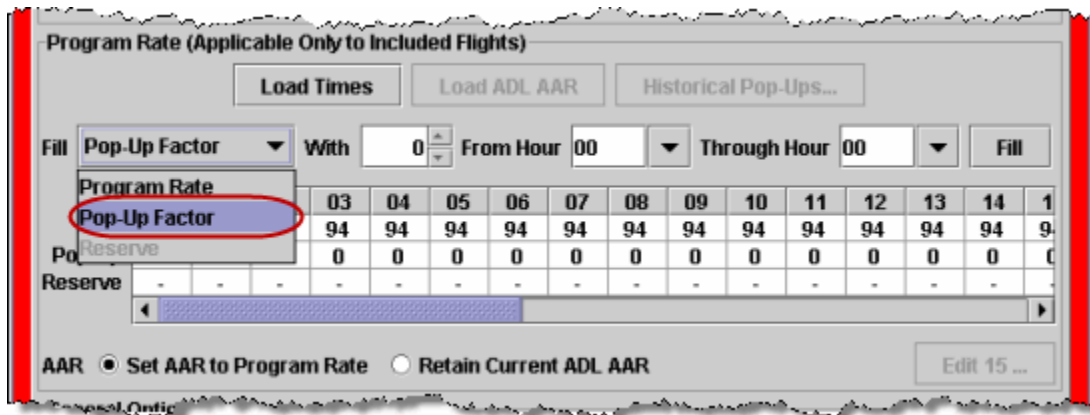 Program Rate (Applicable Only to Included Flights)
Load Times Load ADL AAR Historical Pop-Ups...
Fill Pop-Up Factor With 0 From Hour 00 Through Hour 00 Fill
Program Rate
Pop-Up Factor
Reserve
03 04 05 06 07 08 09 10 11 12 13 14 1
94 94 94 94 94 94 94 94 94 94 94 94 9
Po 0 0 0 0 0 0 0 0 0 0 0 0 0
Reserve - - - - - - - - - - - - - - - -
AAR Set AAR to Program Rate Retain Current ADL AAR Edit 15 ...